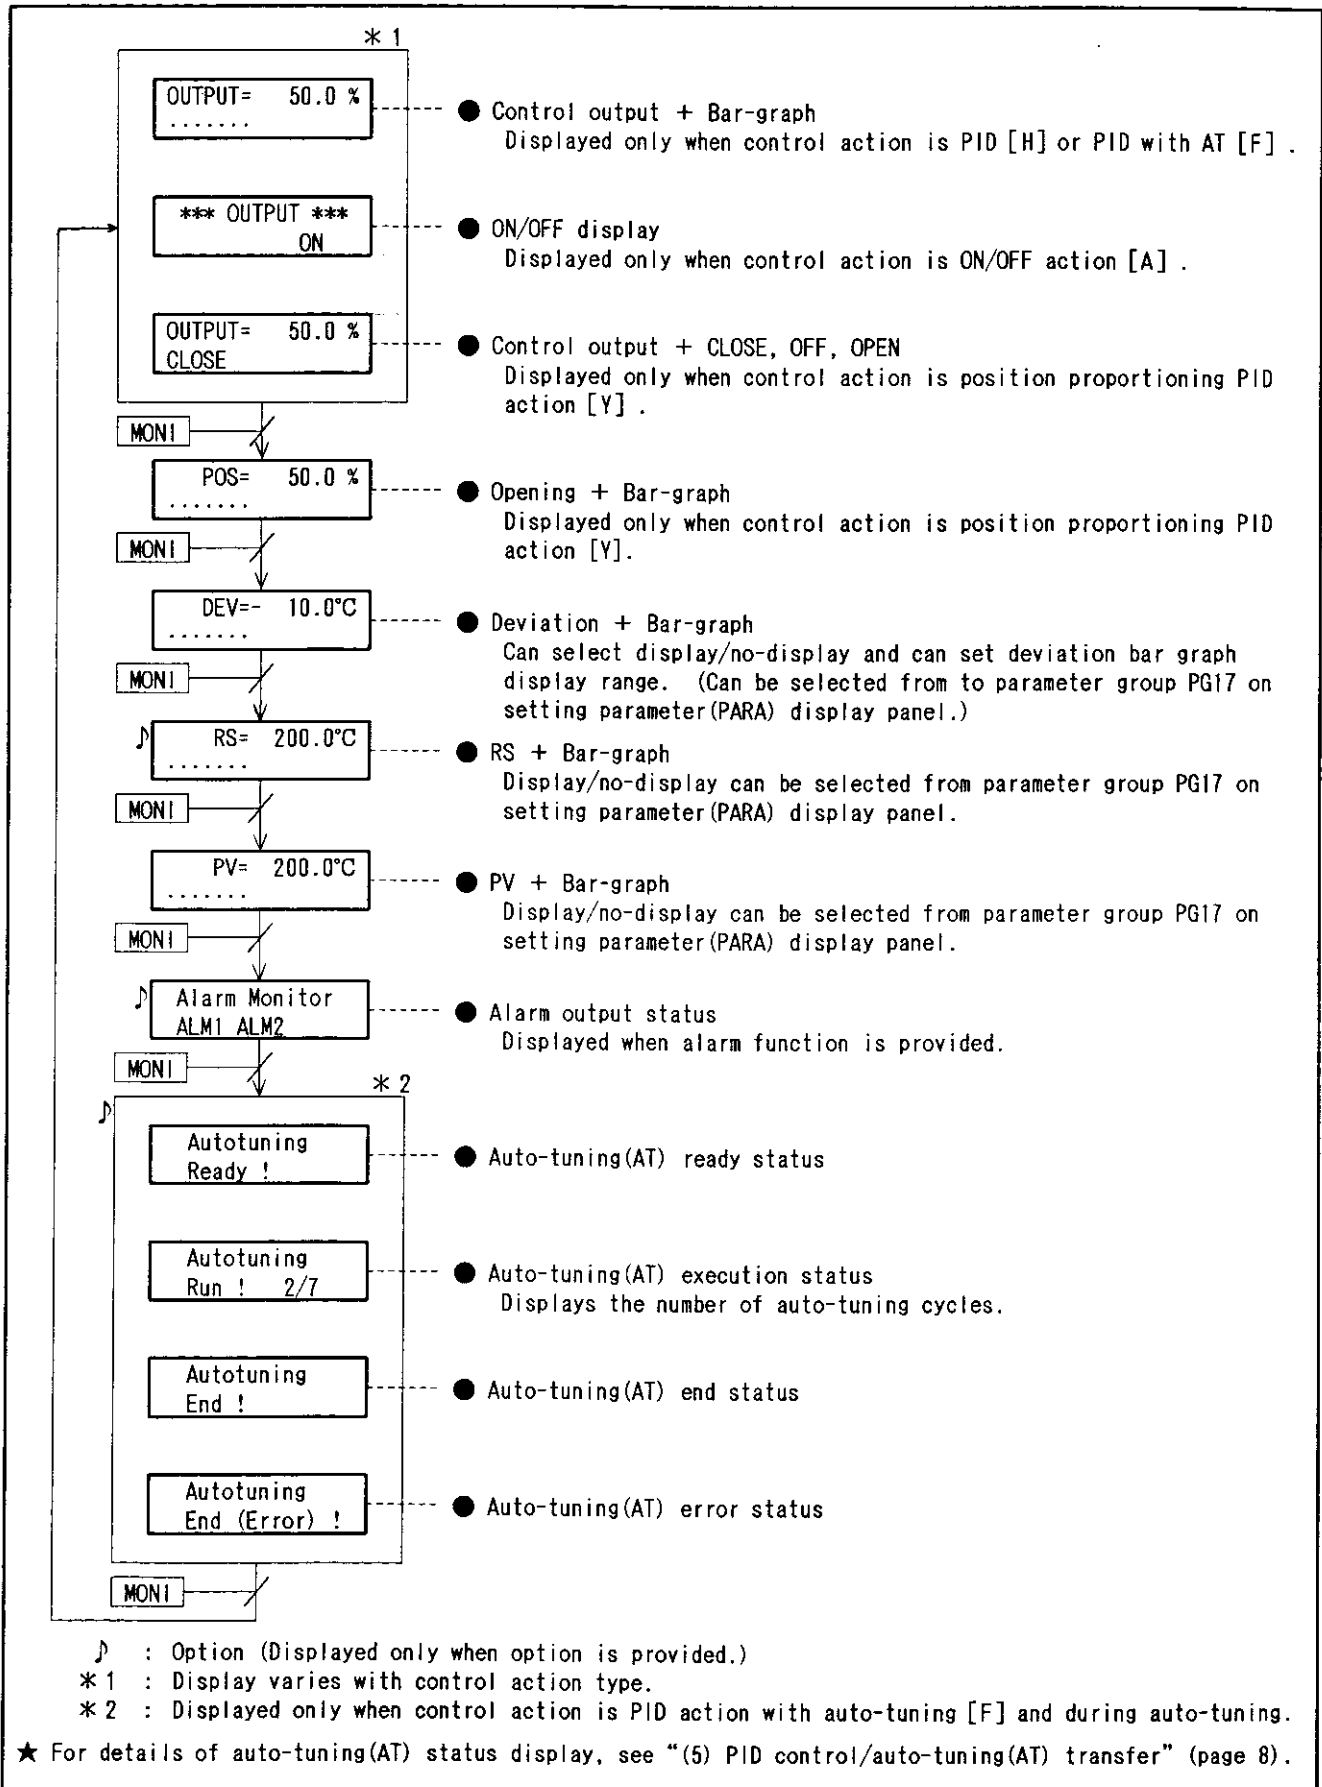 * 1
OUTPUT= 50.0 %
.......
● Control output + Bar-graph
Displayed only when control action is PID [H] or PID with AT [F] .
*** OUTPUT ***
ON
● ON/OFF display
Displayed only when control action is ON/OFF action [A] .
OUTPUT= 50.0 %
CLOSE
● Control output + CLOSE, OFF, OPEN
Displayed only when control action is position proportioning PID
action [Y] .
MONI
POS= 50.0 %
.......
● Opening + Bar-graph
Displayed only when control action is position proportioning PID
action [Y].
MONI
DEV=- 10.0°C
.......
● Deviation + Bar-graph
Can select display/no-display and can set deviation bar graph
display range. (Can be selected from to parameter group PG17 on
setting parameter(PARA) display panel.)
MONI
♪ RS= 200.0°C
.......
● RS + Bar-graph
Display/no-display can be selected from parameter group PG17 on
setting parameter(PARA) display panel.
MONI
PV= 200.0°C
.......
● PV + Bar-graph
Display/no-display can be selected from parameter group PG17 on
setting parameter(PARA) display panel.
MONI
♪ Alarm Monitor
ALM1 ALM2
● Alarm output status
Displayed when alarm function is provided.
MONI
* 2
♪
Autotuning
Ready !
● Auto-tuning(AT) ready status
Autotuning
Run ! 2/7
● Auto-tuning(AT) execution status
Displays the number of auto-tuning cycles.
Autotuning
End !
● Auto-tuning(AT) end status
Autotuning
End (Error) !
● Auto-tuning(AT) error status
MONI
♪ : Option (Displayed only when option is provided.)
* 1 : Display varies with control action type.
* 2 : Displayed only when control action is PID action with auto-tuning [F] and during auto-tuning.
★ For details of auto-tuning(AT) status display, see "(5) PID control/auto-tuning(AT) transfer" (page 8).